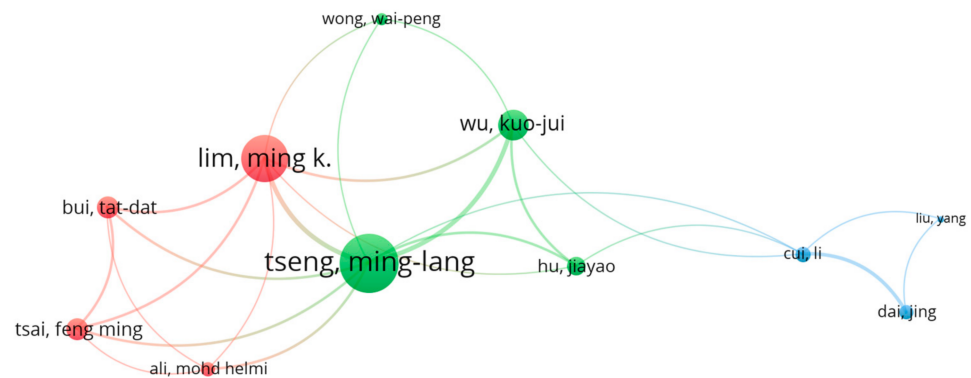 wong, wai-peng
wu, kuo-jui
lim, ming k.
bui, tat-dat
liu, yang
tseng, ming-lang
hu, jiayao
cui, li
dai, jing
tsai, feng ming
ali, mohd helmi